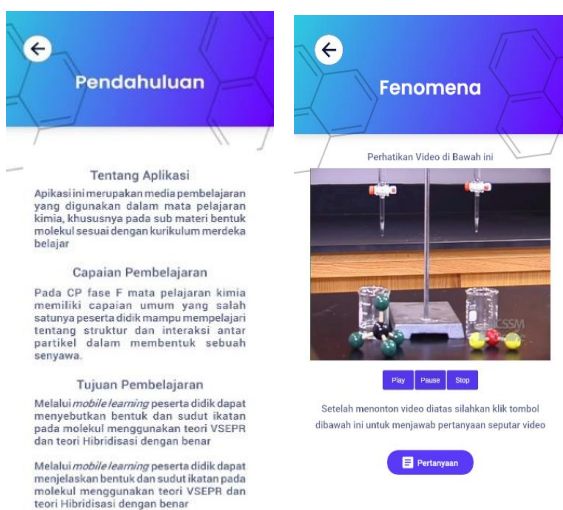 Pendahuluan
Tentang Aplikasi
Apikasi ini merupakan media pembelajaran
yang digunakan dalam mata pelajaran
kimia, khususnya pada sub materi bentuk
molekul sesuai dengan kurikulum merdeka
belajar
Capaian Pembelajaran
Pada CP fase F mata pelajaran kimia
memiliki capaian umum yang salah
satunya peserta didik mampu mempelajari
tentang struktur dan interaksi antar
partikel dalam membentuk sebuah
senyawa.
Tujuan Pembelajaran
Melalui mobile learning peserta didik dapat
menyebutkan bentuk dan sudut ikatan
pada molekul menggunakan teori VSEPR
dan teori Hibridisasi dengan benar
Melalui mobile learning peserta didik dapat
menjelaskan bentuk dan sudut ikatan pada
molekul menggunakan teori VSEPR dan
teori Hibridisasi dengan benar
Fenomena
Perhatikan Video di Bawah ini
Play Pause Stop
Setelah menonton video diatas silahkan klik tombol
dibawah ini untuk menjawab pertanyaan seputar video
Pertanyaan